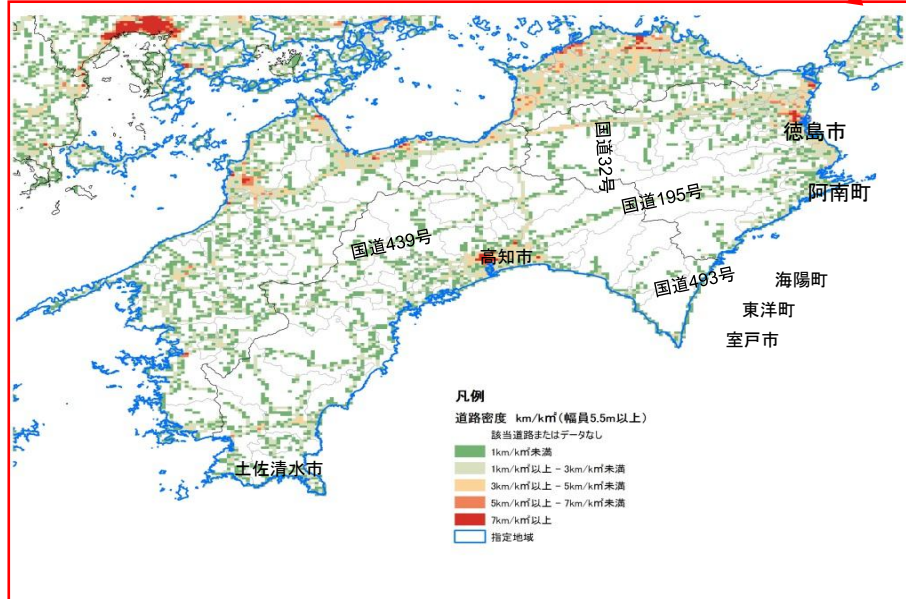 徳島市
国道32号
阿南町
国道195号
国道439号
高知市
国道493号
海陽町
東洋町
室戸市
凡例
道路密度 km/k㎡(幅員5.5m以上)
該当道路またはデータなし
1km/k㎡未満
1km/k㎡以上 - 3km/k㎡未満
3km/k㎡以上 - 5km/k㎡未満
5km/k㎡以上 - 7km/k㎡未満
7km/k㎡以上
指定地域
土佐清水市